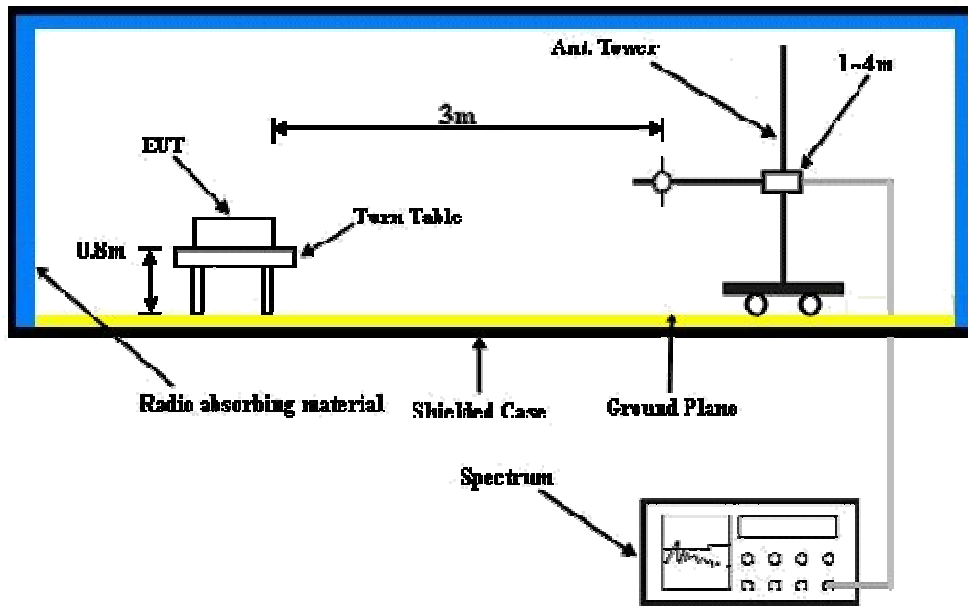 Ant. Tower
1~4m
3m
EUT
Turn Table
0.8m
Radio absorbing material
Shielded Case
Ground Plane
Spectrum